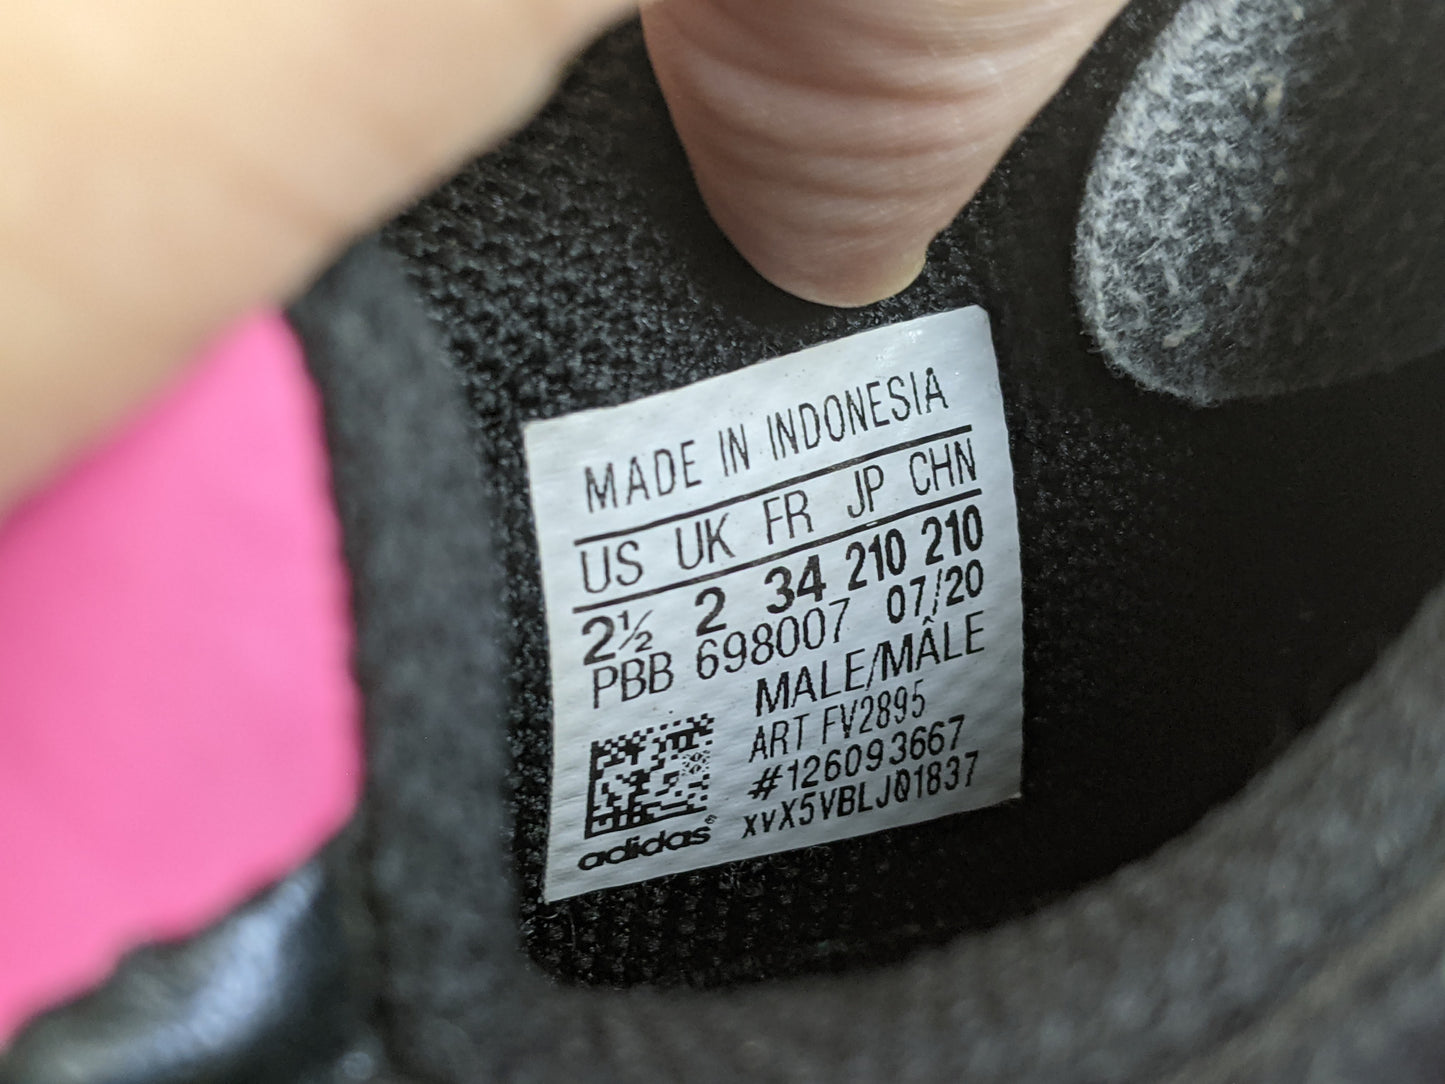 MADE IN INDONESIA
US UK FR JP CHN
2½ 2 34 210 210
PBB 698007 07/20
MALE/MÂLE
ART FV2895
#126093667
xvX5VBLJ01837
adidas®